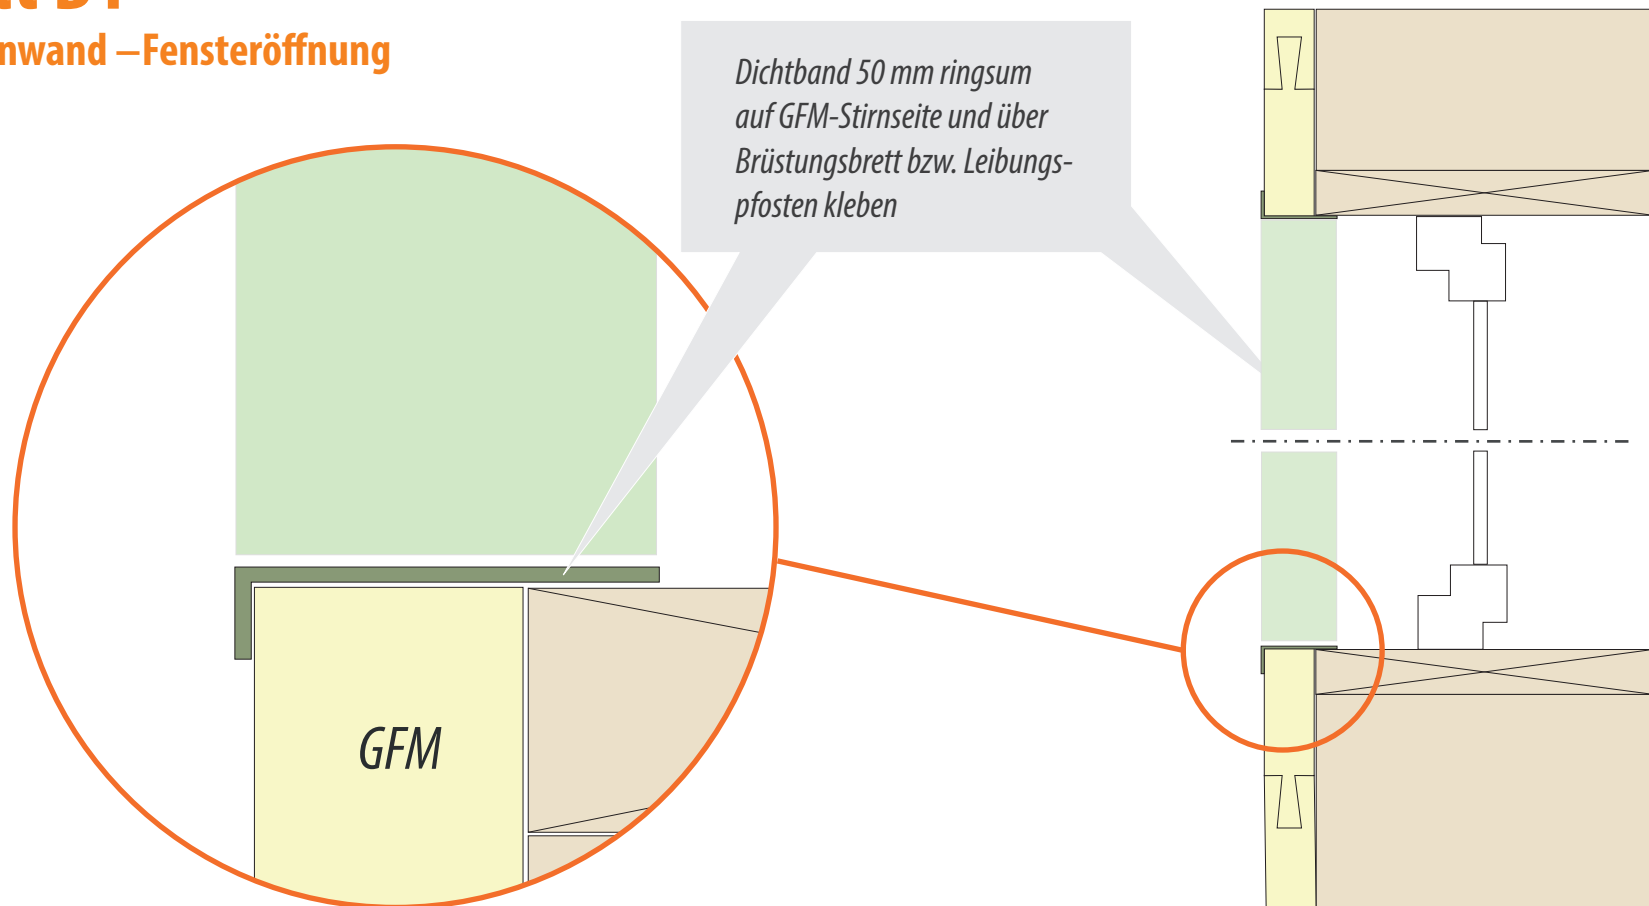 nwand –Fensteröffnung
Dichtband 50 mm ringsum
auf GFM-Stirnseite und über
Brüstungsbrett bzw. Leibungs-
pfosten kleben
GFM